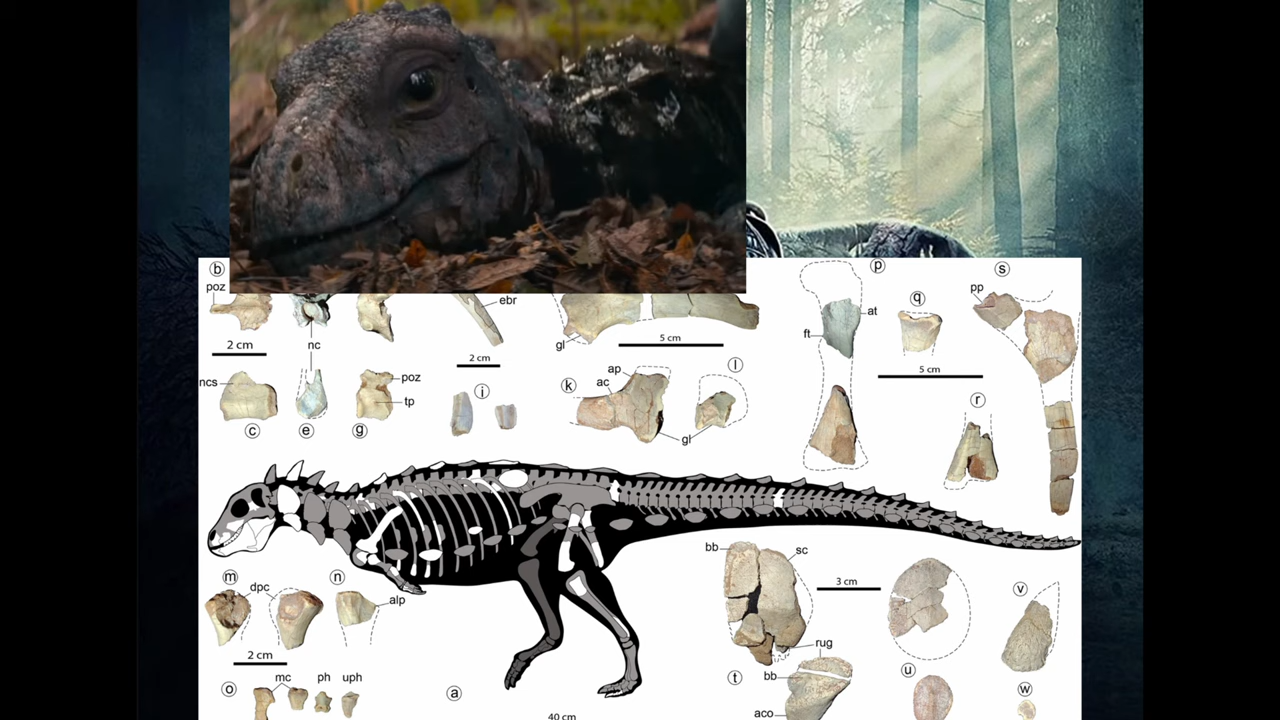 b
poz
nc
ebr
gl
5 cm
p
at
ft
q
pp
s
2 cm
2 cm
5 cm
ncs
poz
tp
i
ap
ac
k
l
gl
r
c
e
g
bb
sc
3 cm
m
dpc
n
alp
v
2 cm
rug
bb
t
u
o
mc
ph
uph
a
w
aco
40 cm